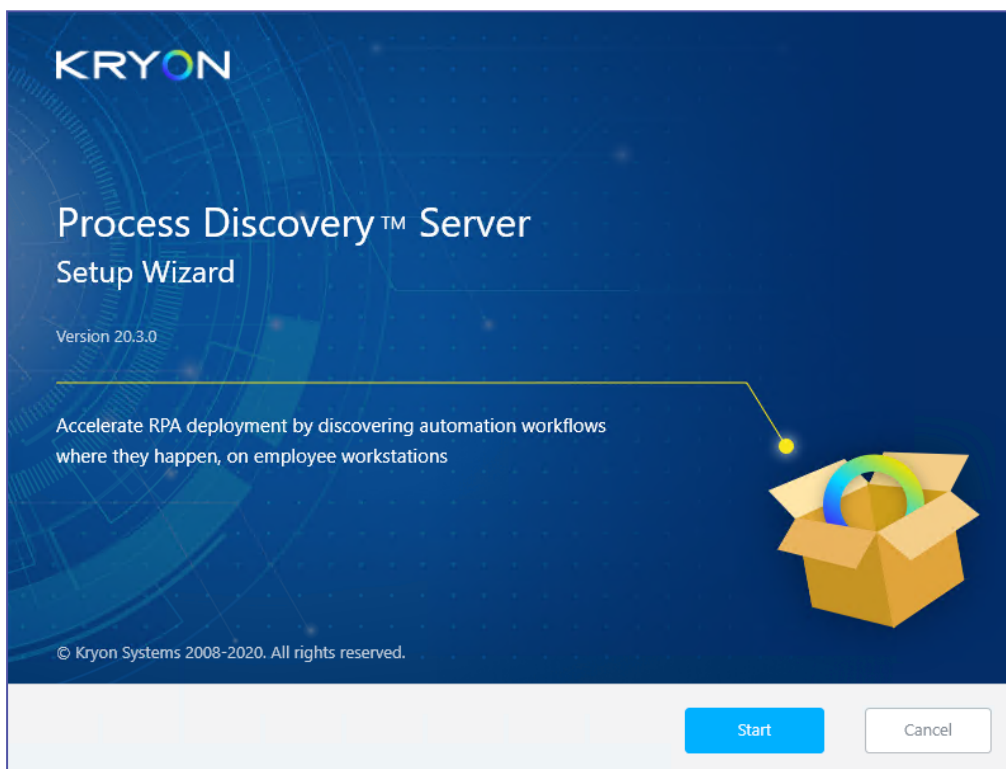 KRYON
Process Discovery™ Server
Setup Wizard
Version 20.3.0
Accelerate RPA deployment by discovering automation workflows
where they happen, on employee workstations
© Kryon Systems 2008-2020. All rights reserved.
Start
Cancel